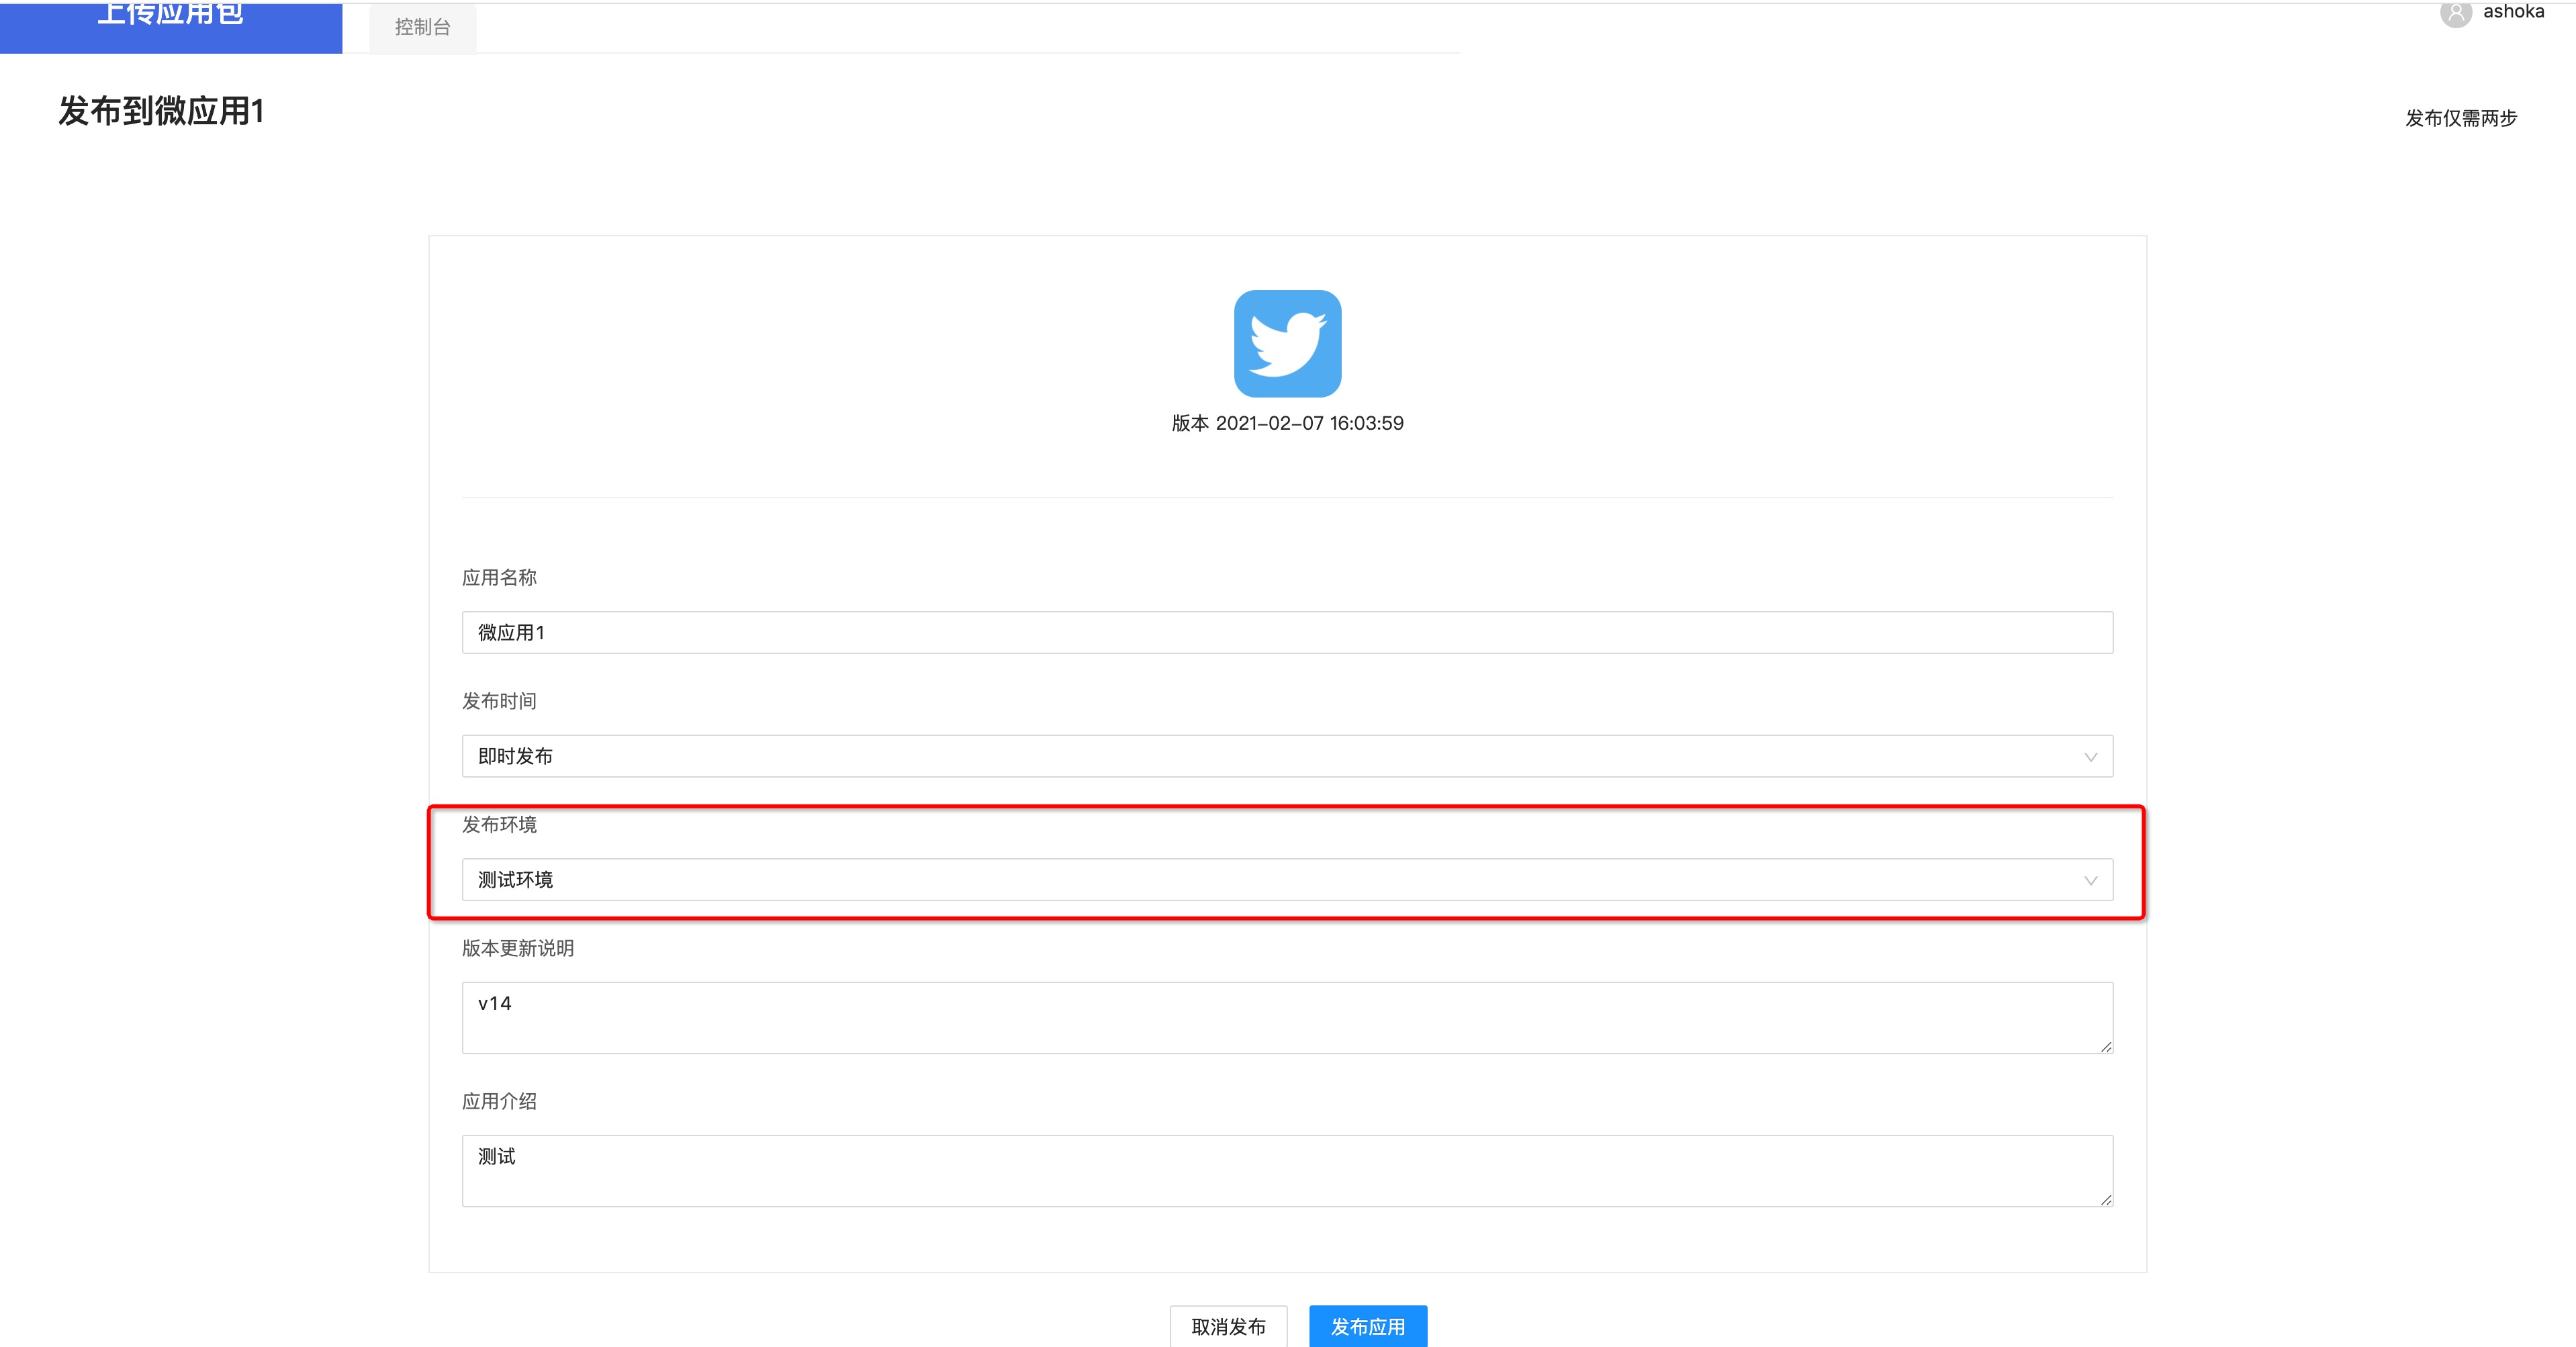 上传应用包
控制台
ashoka
发布到微应用1
发布仅需两步
版本 2021-02-07 16:03:59
应用名称
微应用1
发布时间
即时发布
发布环境
测试环境
版本更新说明
v14
应用介绍
测试
取消发布
发布应用